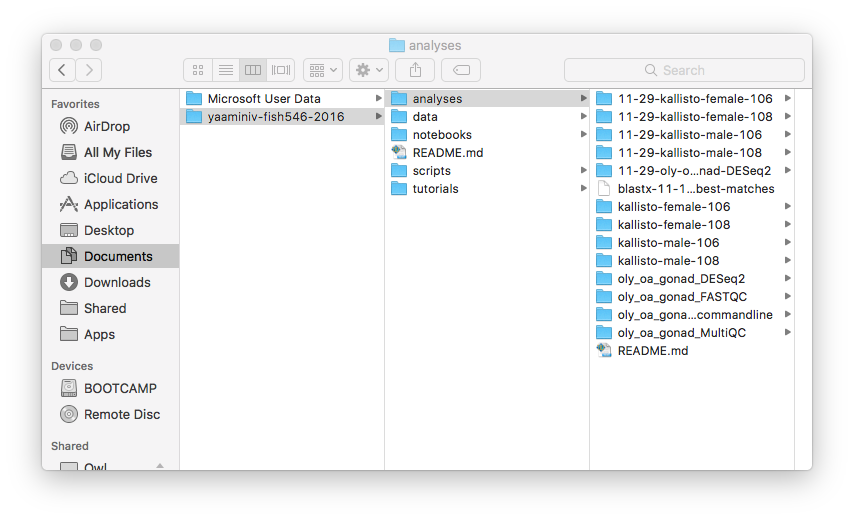 analyses
Search
Favorites
AirDrop
All My Files
iCloud Drive
Applications
Desktop
Documents
Downloads
Shared
Apps
Devices
BOOTCAMP
Remote Disc
Shared
Owl
Microsoft User Data
yaaminiv-fish546-2016
analyses
data
notebooks
README.md
scripts
tutorials
11-29-kallisto-female-106
11-29-kallisto-female-108
11-29-kallisto-male-106
11-29-kallisto-male-108
11-29-oly-o...nad-DESeq2
blastx-11-1...best-matches
kallisto-female-106
kallisto-female-108
kallisto-male-106
kallisto-male-108
oly_oa_gonad_DESeq2
oly_oa_gonad_FASTQC
oly_oa_gona...commandline
oly_oa_gonad_MultiQC
README.md